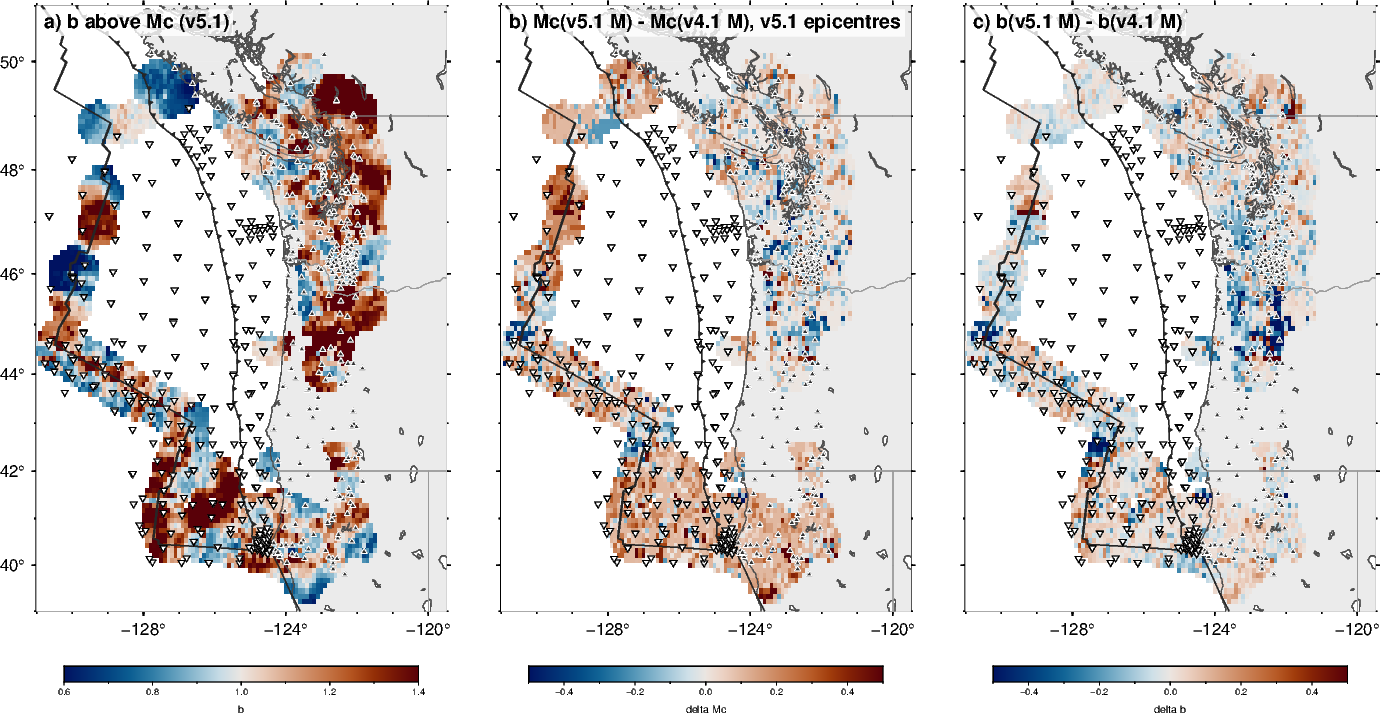 a) b above Mc (v5.1)
b) Mc(v5.1 M) - Mc(v4.1 M), v5.1 epicentres
c) b(v5.1 M) - b(v4.1 M)
50°
48°
46°
44°
42°
40°
−128° −124° −120°
−128° −124° −120°
−128° −124° −120°
0.6 0.8 1.0 1.2 1.4
b
−0.4 −0.2 0.0 0.2 0.4
delta Mc
−0.4 −0.2 0.0 0.2 0.4
delta b